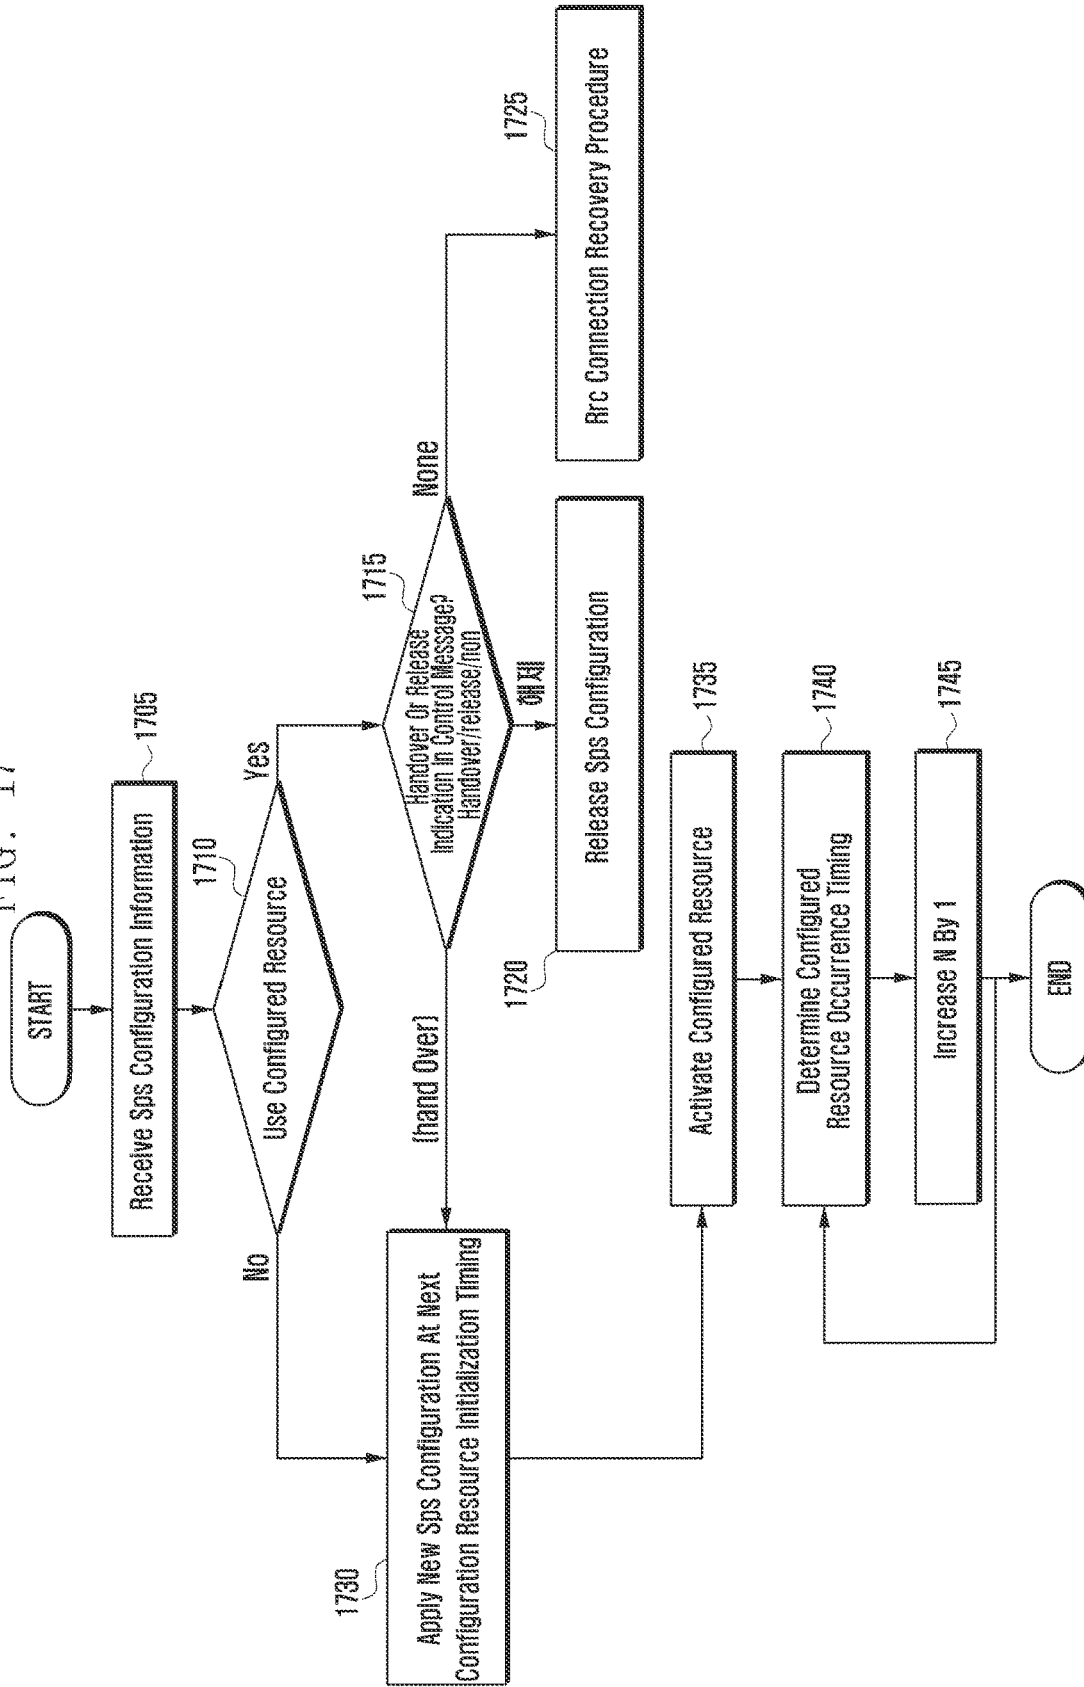 FIG. 17
START
Receive Sps Configuration Information
1705
Use Configured Resource
1710
No
Yes
Handover Or Release
Indication In Control Message?
Handover/release/non
1715
(hand Over)
해제
None
1720
Release Sps Configuration
1725
Rrc Connection Recovery Procedure
1730
Apply New Sps Configuration At Next
Configuration Resource Initialization Timing
Activate Configured Resource
1735
Determine Configured
Resource Occurrence Timing
1740
Increase N By 1
1745
END